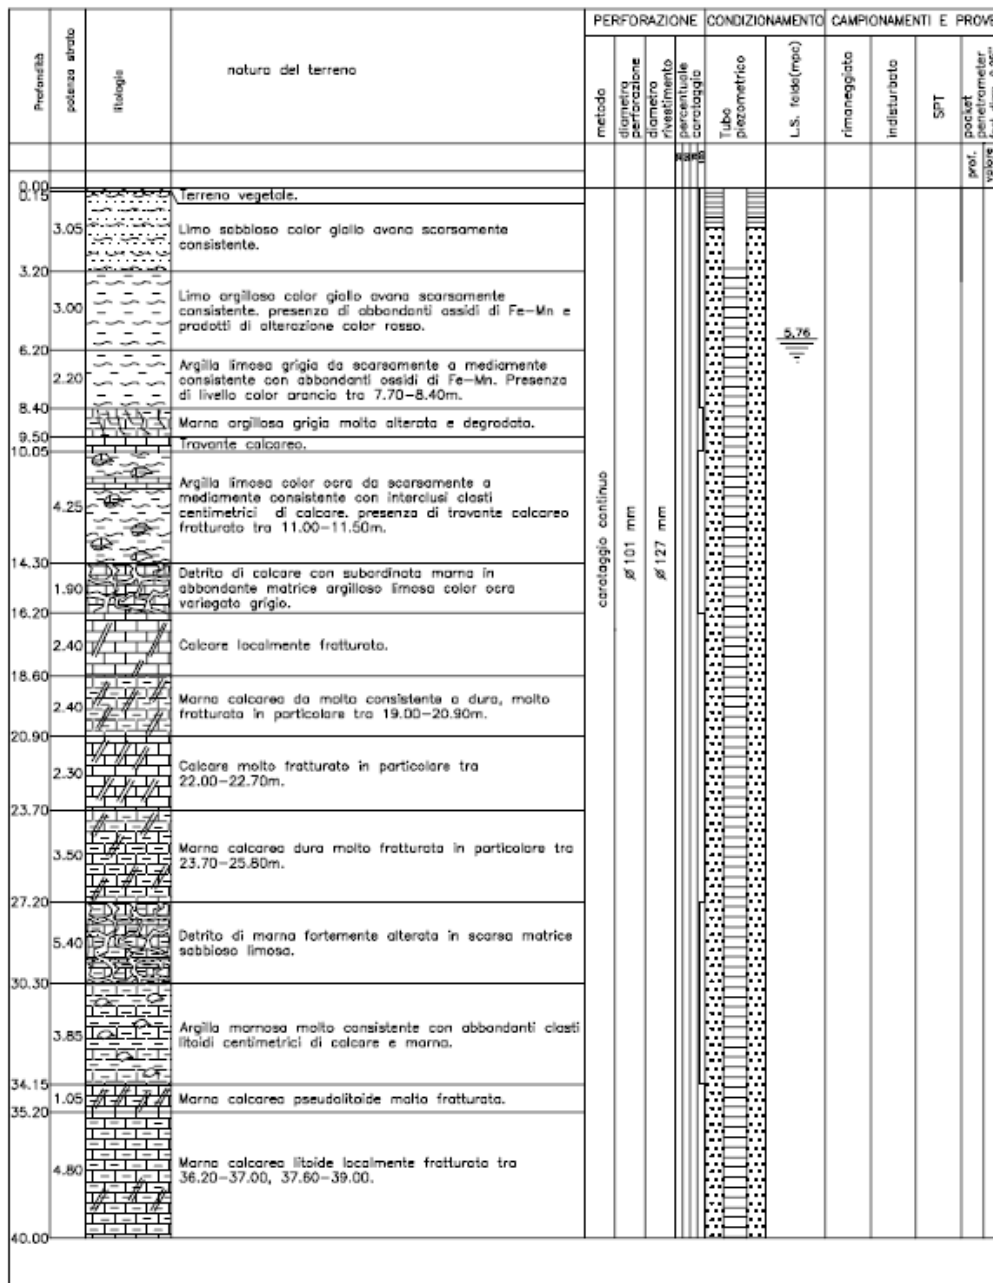 PERFORAZIONE CONDIZIONAMENTO CAMPIONAMENTI E PROVE
Profondità
potenza strato
litologia
natura del terreno
metodo
diametro perforazione
diametro rivestimento
percentuale carotaggio
Tubo piezometrico
L.S. falda(mpc)
rimaneggiato
indisturbato
SPT
pocket penetrometer
prof.
valore
0.00
0.15
Terreno vegetale.
3.05
Limo sabbioso color giallo avana scarsamente
consistente.
3.20
3.00
Limo argilloso color giallo avana scarsamente
consistente. presenza di abbondanti ossidi di Fe-Mn e
prodotti di alterazione color rosso.
5.76
6.20
2.20
Argilla limosa grigia da scarsamente a mediamente
consistente con abbondanti ossidi di Fe-Mn. Presenza
di livello color arancio tra 7.70-8.40m.
8.40
Marna argillosa grigia molto alterata e degradata.
9.50
Trovante calcareo.
10.05
4.25
Argilla limosa color ocra da scarsamente a
mediamente consistente con interclusi clasti
centimetrici di calcare. presenza di trovante calcareo
fratturato tra 11.00-11.50m.
carotaggio continuo
ø 101 mm
ø 127 mm
14.30
1.90
Detrito di calcare con subordinata marna in
abbondante matrice argilloso limosa color ocra
variegato grigio.
16.20
2.40
Calcare localmente fratturato.
18.60
2.40
Marna calcarea da molto consistente a dura, molto
fratturata in particolare tra 19.00-20.90m.
20.90
2.30
Calcare molto fratturato in particolare tra
22.00-22.70m.
23.70
3.50
Marna calcarea dura molto fratturata in particolare tra
23.70-25.80m.
27.20
5.40
Detrito di marna fortemente alterata in scarsa matrice
sabbioso limosa.
30.30
3.85
Argilla marnosa molto consistente con abbondanti clasti
litoidi centimetrici di calcare e marna.
34.15
1.05
Marna calcarea pseudolitoide molto fratturata.
35.20
4.80
Marna calcarea litoide localmente fratturata tra
36.20-37.00, 37.60-39.00.
40.00